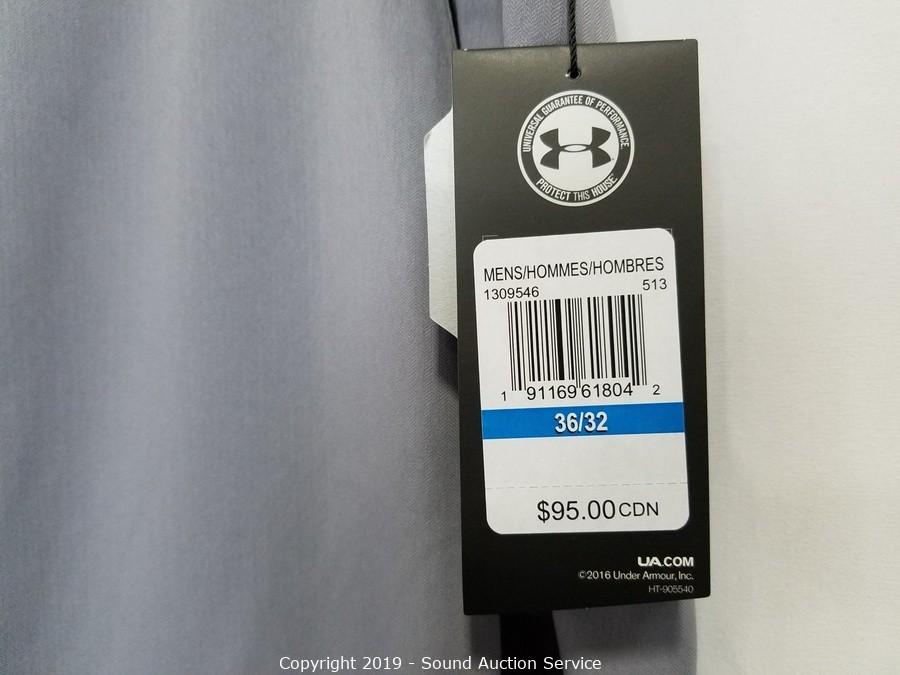 UNIVERSAL GUARANTEE OF PERFORMANCE.
PROTECT THIS HOUSE.
MENS/HOMMES/HOMBRES
1309546 513
1 91169 61804 2
36/32
$95.00 CDN
UA.COM
©2016 Under Armour, Inc.
HT-905540
Copyright 2019 - Sound Auction Service